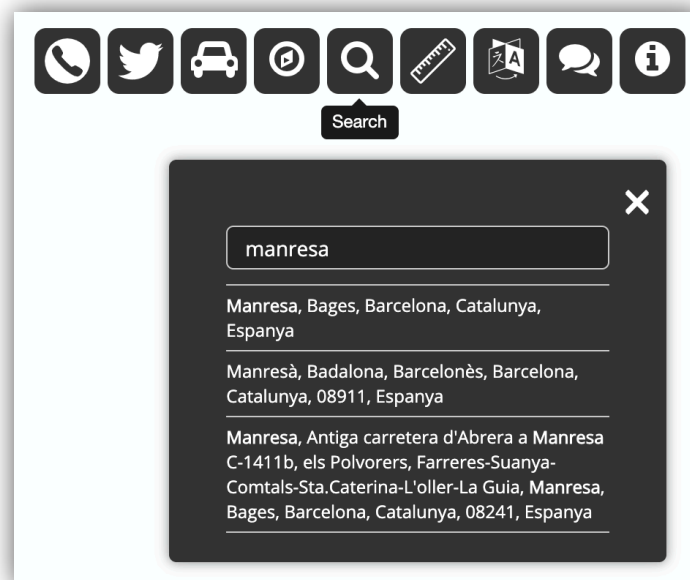 Search
manresa
Manresa, Bages, Barcelona, Catalunya,
Espanya
Manresà, Badalona, Barcelonès, Barcelona,
Catalunya, 08911, Espanya
Manresa, Antiga carretera d'Abrera a Manresa
C-1411b, els Polvorers, Farreres-Suanya-
Comtals-Sta.Caterina-L'oller-La Guia, Manresa,
Bages, Barcelona, Catalunya, 08241, Espanya